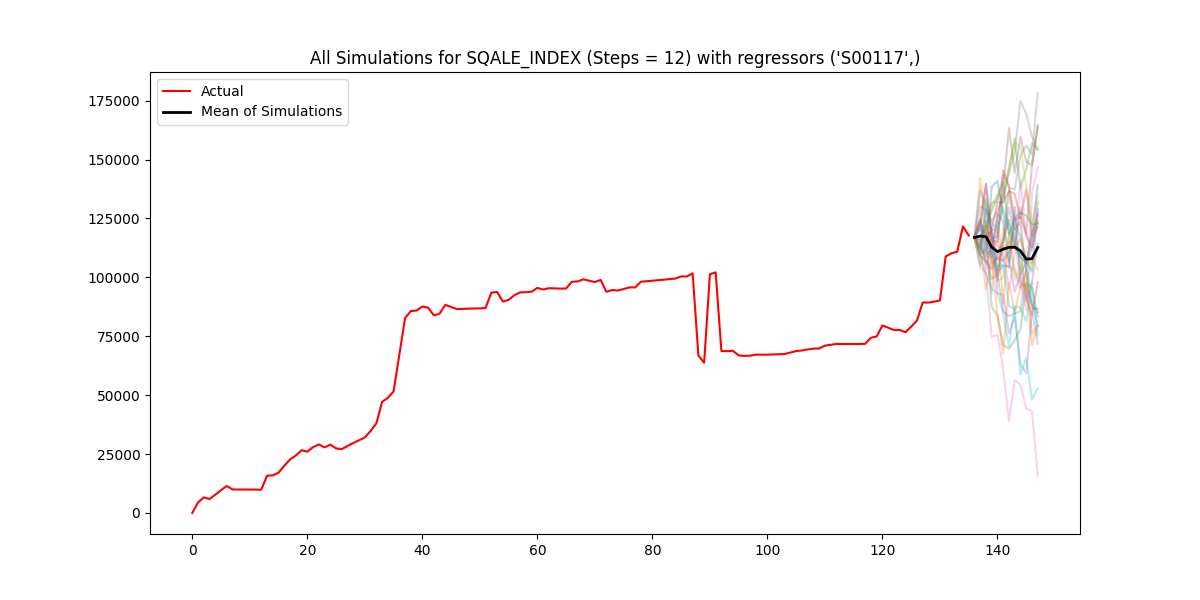 All Simulations for SQALE_INDEX (Steps = 12) with regressors ('S00117',)
Actual
Mean of Simulations
175000
150000
125000
100000
75000
50000
25000
0
0 20 40 60 80 100 120 140